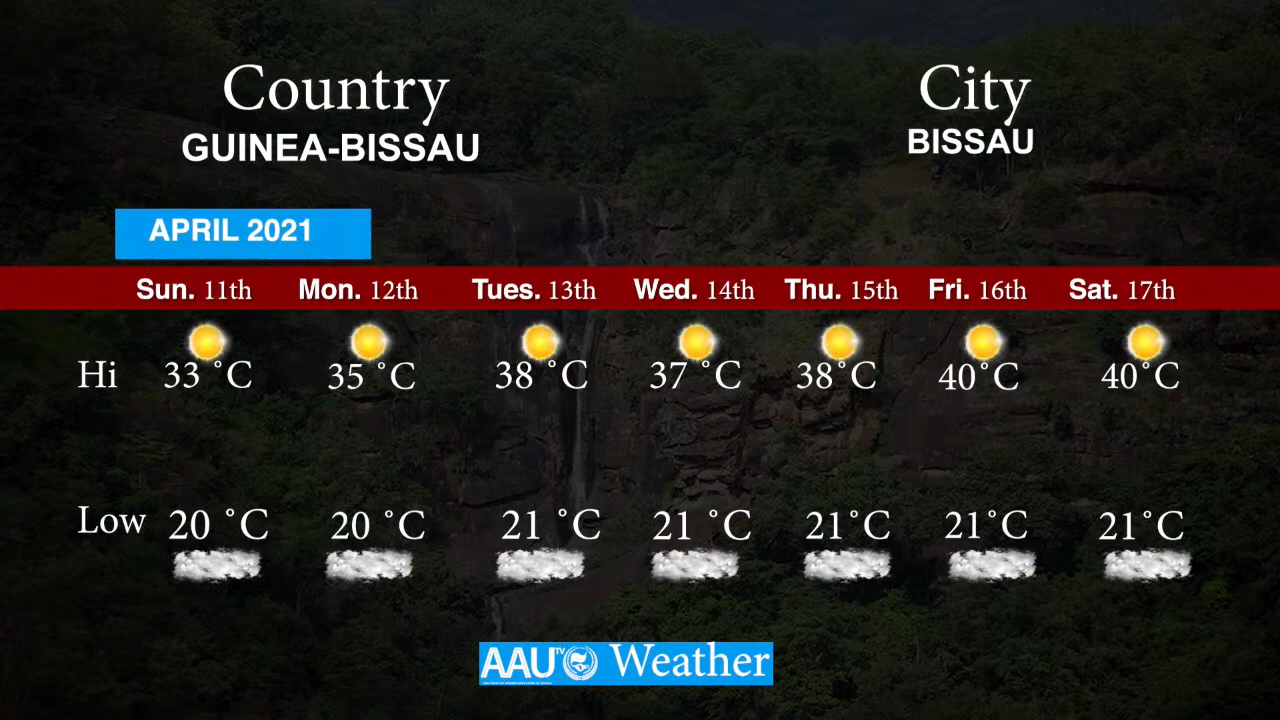 Country
GUINEA-BISSAU
City
BISSAU
APRIL 2021
Sun. 11th Mon. 12th Tues. 13th Wed. 14th Thu. 15th Fri. 16th Sat. 17th
Hi 33 °C 35 °C 38 °C 37 °C 38°C 40°C 40°C
Low 20 °C 20 °C 21 °C 21 °C 21°C 21°C 21°C
AAU TV Weather